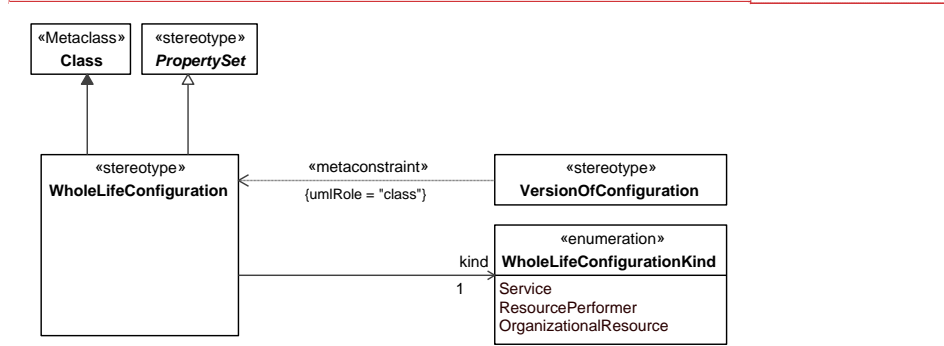 «Metaclass»
Class
«stereotype»
PropertySet
«stereotype»
WholeLifeConfiguration
«metaconstraint»
{umlRole = "class"}
«stereotype»
VersionOfConfiguration
kind
1
«enumeration»
WholeLifeConfigurationKind
Service
ResourcePerformer
OrganizationalResource